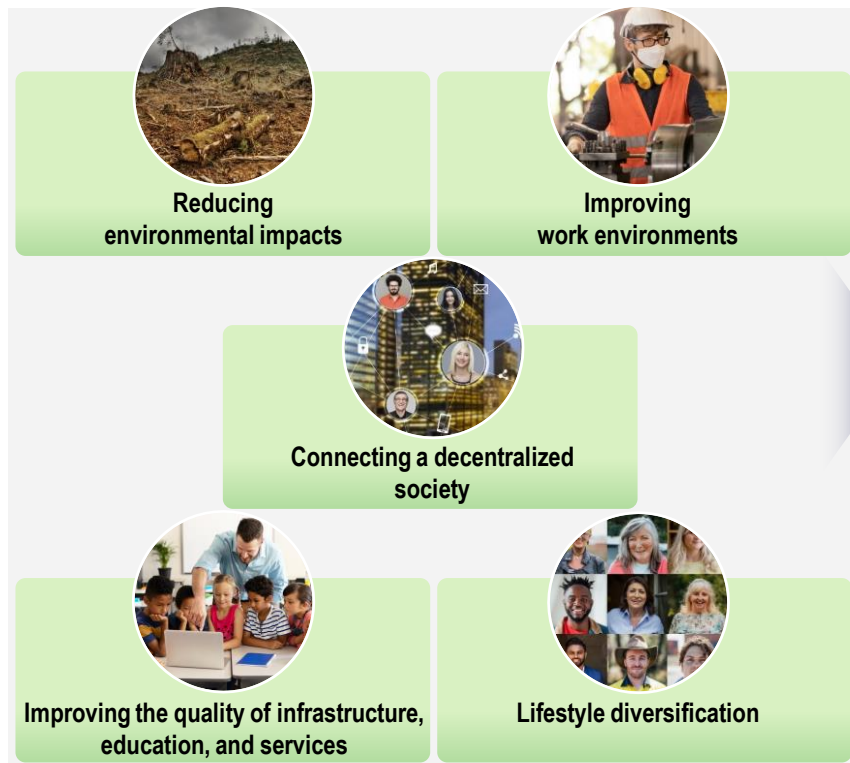 Reducing
environmental impacts
Improving
work environments
Connecting a decentralized
society
Improving the quality of infrastructure,
education, and services
Lifestyle diversification